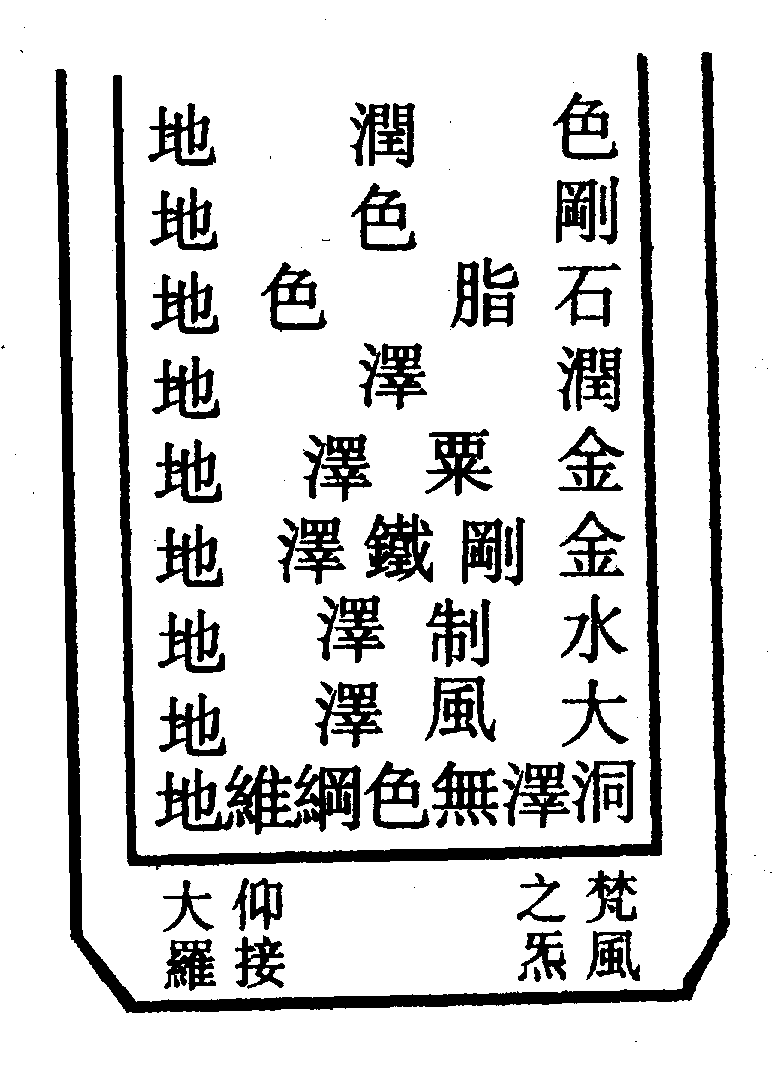 色潤地
剛色地
石脂色地
潤澤地
金粟澤地
金剛鐵澤地
水制澤地
大風澤地
洞澤無色綱維地
梵風
之炁
仰接
大羅